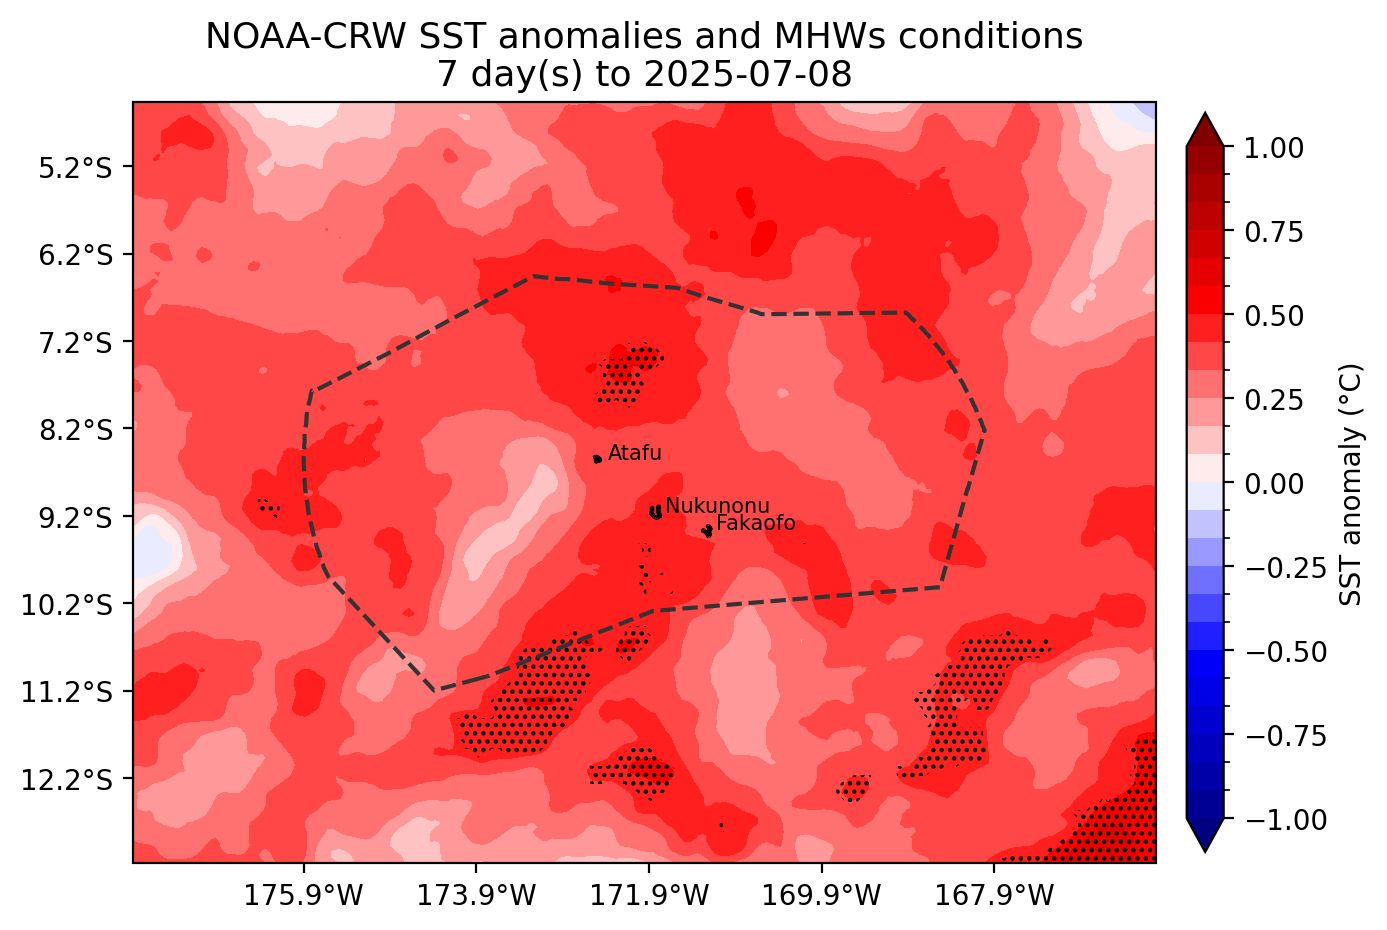 NOAA-CRW SST anomalies and MHWs conditions
7 day(s) to 2025-07-08
5.2°S
6.2°S
7.2°S
8.2°S
9.2°S
10.2°S
11.2°S
12.2°S
Atafu
Nukunonu
Fakaofo
175.9°W
173.9°W
171.9°W
169.9°W
167.9°W
1.00
0.75
0.50
0.25
0.00
−0.25
−0.50
−0.75
−1.00
SST anomaly (°C)